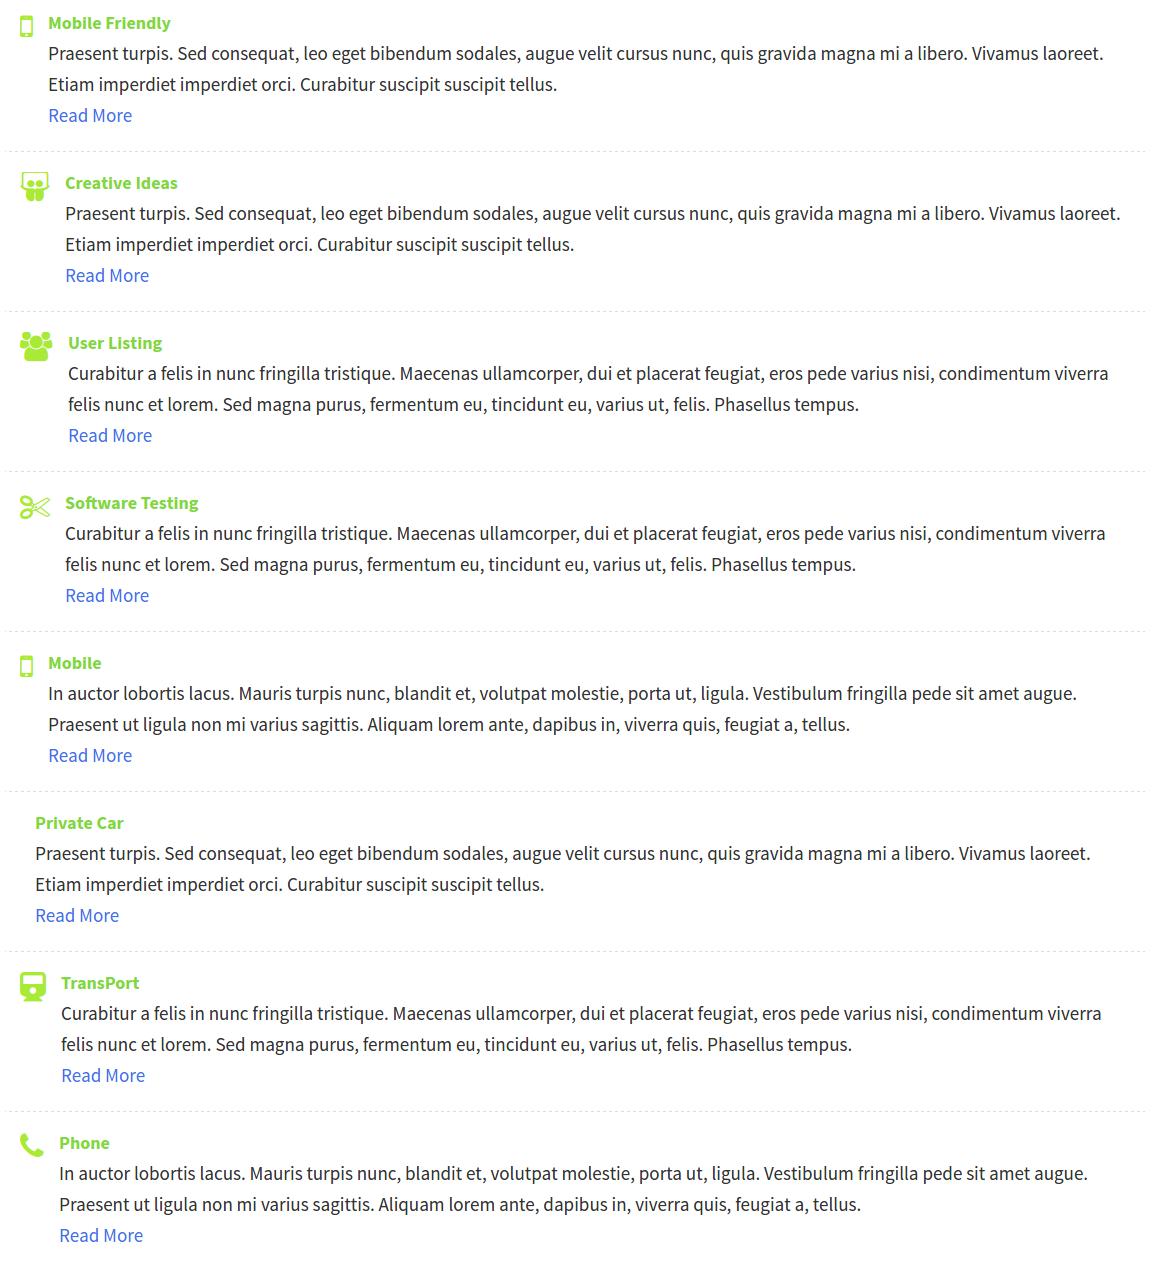 Mobile Friendly
Praesent turpis. Sed consequat, leo eget bibendum sodales, augue velit cursus nunc, quis gravida magna mi a libero. Vivamus laoreet.
Etiam imperdiet imperdiet orci. Curabitur suscipit suscipit tellus.
Read More
Creative Ideas
Praesent turpis. Sed consequat, leo eget bibendum sodales, augue velit cursus nunc, quis gravida magna mi a libero. Vivamus laoreet.
Etiam imperdiet imperdiet orci. Curabitur suscipit suscipit tellus.
Read More
User Listing
Curabitur a felis in nunc fringilla tristique. Maecenas ullamcorper, dui et placerat feugiat, eros pede varius nisi, condimentum viverra
felis nunc et lorem. Sed magna purus, fermentum eu, tincidunt eu, varius ut, felis. Phasellus tempus.
Read More
Software Testing
Curabitur a felis in nunc fringilla tristique. Maecenas ullamcorper, dui et placerat feugiat, eros pede varius nisi, condimentum viverra
felis nunc et lorem. Sed magna purus, fermentum eu, tincidunt eu, varius ut, felis. Phasellus tempus.
Read More
Mobile
In auctor lobortis lacus. Mauris turpis nunc, blandit et, volutpat molestie, porta ut, ligula. Vestibulum fringilla pede sit amet augue.
Praesent ut ligula non mi varius sagittis. Aliquam lorem ante, dapibus in, viverra quis, feugiat a, tellus.
Read More
Private Car
Praesent turpis. Sed consequat, leo eget bibendum sodales, augue velit cursus nunc, quis gravida magna mi a libero. Vivamus laoreet.
Etiam imperdiet imperdiet orci. Curabitur suscipit suscipit tellus.
Read More
TransPort
Curabitur a felis in nunc fringilla tristique. Maecenas ullamcorper, dui et placerat feugiat, eros pede varius nisi, condimentum viverra
felis nunc et lorem. Sed magna purus, fermentum eu, tincidunt eu, varius ut, felis. Phasellus tempus.
Read More
Phone
In auctor lobortis lacus. Mauris turpis nunc, blandit et, volutpat molestie, porta ut, ligula. Vestibulum fringilla pede sit amet augue.
Praesent ut ligula non mi varius sagittis. Aliquam lorem ante, dapibus in, viverra quis, feugiat a, tellus.
Read More